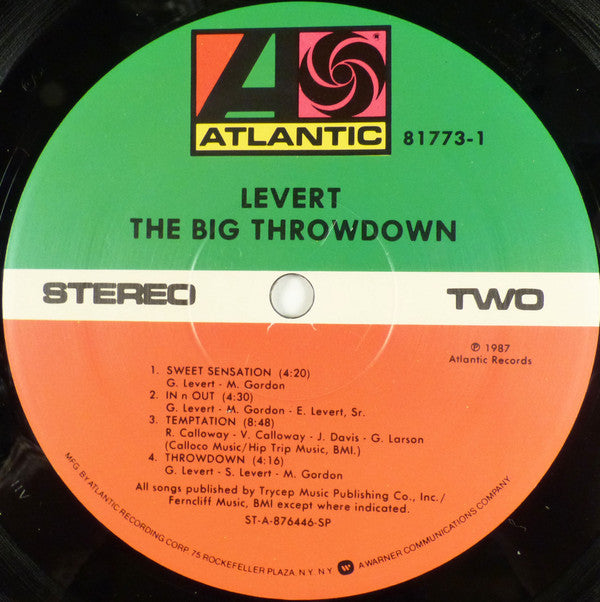 ATLANTIC 81773-1
LEVERT
THE BIG THROWDOWN
STEREO TWO
℗ 1987
Atlantic Records
1. SWEET SENSATION (4:20)
G. Levert - M. Gordon
2. IN n OUT (4:30)
G. Levert - M. Gordon - E. Levert, Sr.
3. TEMPTATION (8:48)
R. Calloway - V. Calloway - J. Davis - G. Larson
(Calloco Music/Hip Trip Music, BMI.)
4. THROWDOWN (4:16)
G. Levert - S. Levert - M. Gordon
All songs published by Trycep Music Publishing Co., Inc./
Ferncliff Music, BMI except where indicated.
ST-A-876446-SP
MFG. BY ATLANTIC RECORDING CORP. 75 ROCKEFELLER PLAZA, N.Y. N.Y. A WARNER COMMUNICATIONS COMPANY